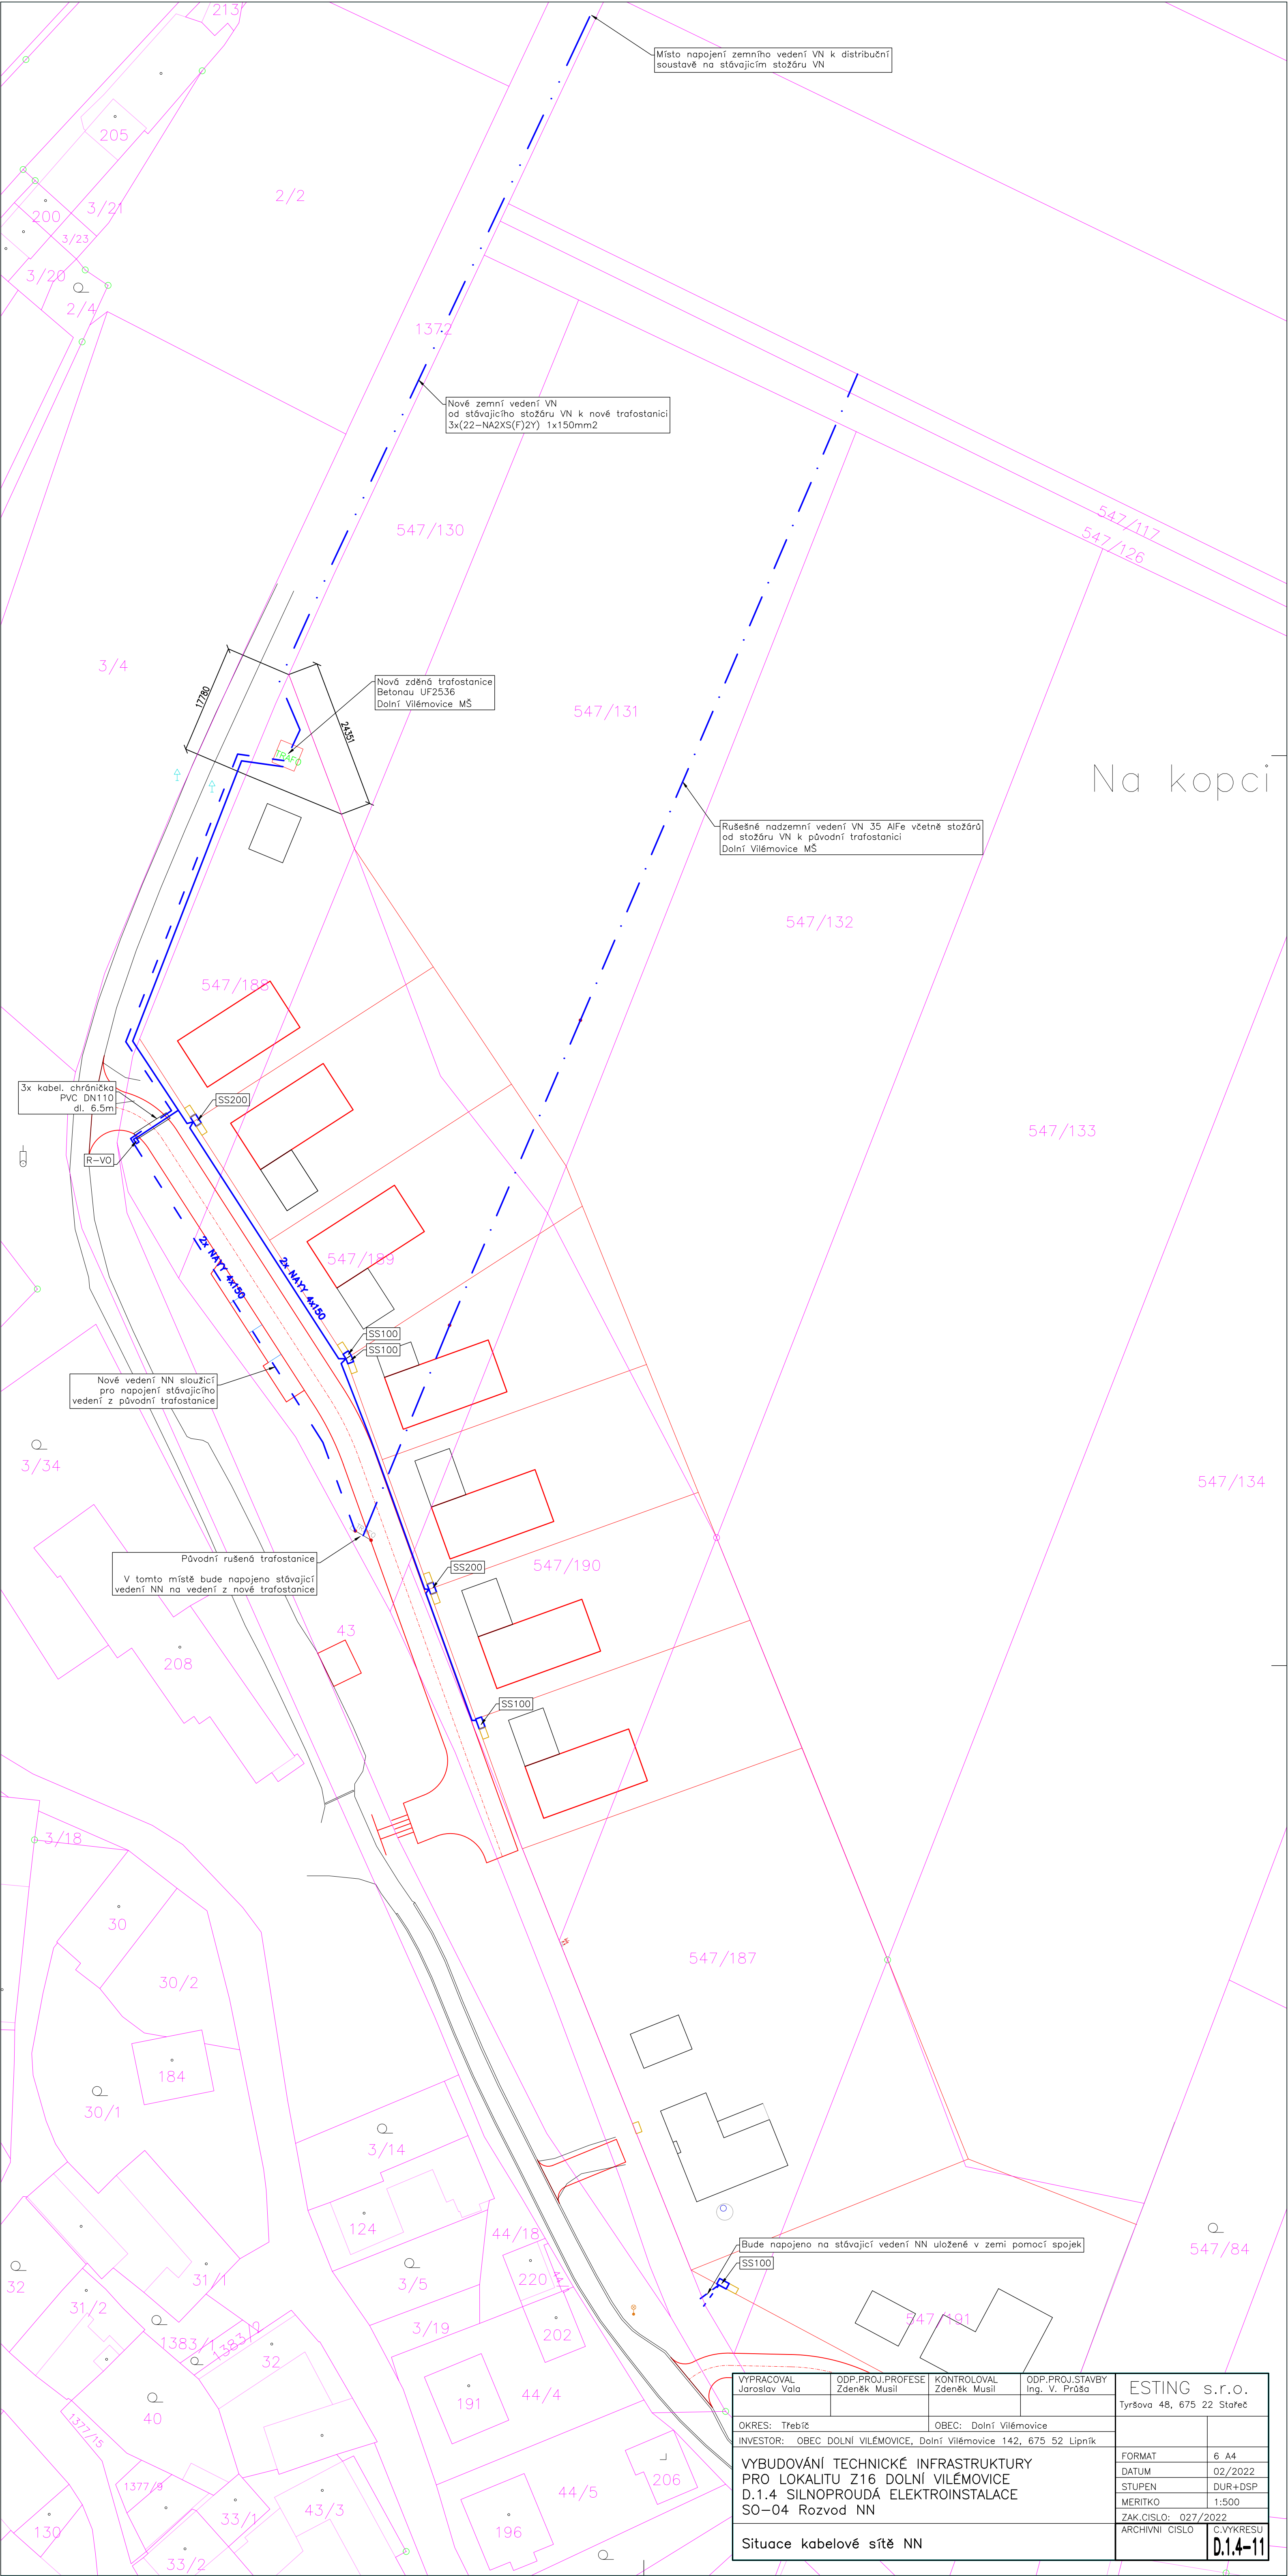 213
Místo napojení zemního vedení VN k distribuční
soustavě na stávajícim stožáru VN
205
2/2
200
3/21
3/23
3/20
2/4
1372
Nové zemní vedení VN
od stávajicího stožáru VN k nové trafostanici
3x(22-NA2XS(F)2Y) 1x150mm2
547/130
547/117
547/126
3/4
17780
24351
Nová zděná trafostanice
Betonau UF2536
Dolní Vilémovice MŠ
TRAFO
547/131
Na kopci
Rušešné nadzemní vedení VN 35 AlFe včetně stožárů
od stožáru VN k původní trafostanici
Dolní Vilémovice MŠ
547/132
547/188
3x kabel. chránička
PVC DN110
dl. 6.5m
SS200
R-VO
547/133
2x NAYY 4x150
2x NAYY 4x150
547/189
SS100
SS100
Nové vedení NN sloužicí
pro napojení stávajicího
vedení z původní trafostanice
3/34
547/134
Původní rušená trafostanice
V tomto místě bude napojeno stávajicí
vedení NN na vedení z nové trafostanice
SS200
547/190
43
208
SS100
3/18
30
30/2
547/187
184
30/1
3/14
124
44/18
Bude napojeno na stávajicí vedení NN uložené v zemi pomocí spojek
SS100
547/84
32
31/1
3/5
220
44/1
31/2
3/19
202
547/191
1383/1
1383/2
32
191
44/4
40
1377/15
1377/9
33/1
43/3
44/5
206
130
33/2
196
VYPRACOVAL
Jaroslav Vala
ODP.PROJ.PROFESE
Zdeněk Musil
KONTROLOVAL
Zdeněk Musil
ODP.PROJ.STAVBY
Ing. V. Průša
ESTING s.r.o.
Tyršova 48, 675 22 Stařeč
OKRES: Třebíč
OBEC: Dolní Vilémovice
INVESTOR: OBEC DOLNÍ VILÉMOVICE, Dolní Vilémovice 142, 675 52 Lipník
VYBUDOVÁNÍ TECHNICKÉ INFRASTRUKTURY
PRO LOKALITU Z16 DOLNÍ VILÉMOVICE
D.1.4 SILNOPROUDÁ ELEKTROINSTALACE
SO-04 Rozvod NN
FORMAT 6 A4
DATUM 02/2022
STUPEN DUR+DSP
MERITKO 1:500
ZAK.CISLO: 027/2022
Situace kabelové sítě NN
ARCHIVNI CISLO
C.VYKRESU
D.1.4-11